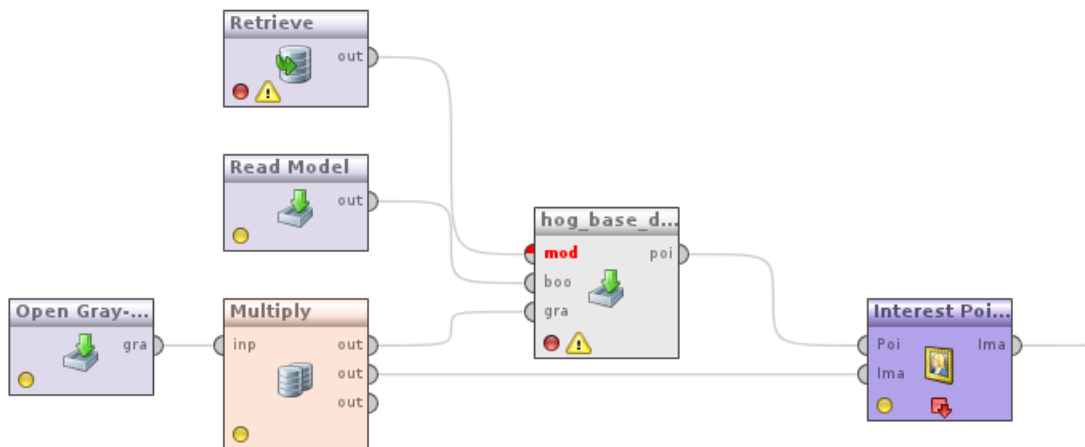 Retrieve
out
Read Model
out
hog_base_d...
mod
poi
boo
gra
Open Gray-...
gra
Multiply
inp
out
out
out
Interest Poi...
Poi
Ima
Ima